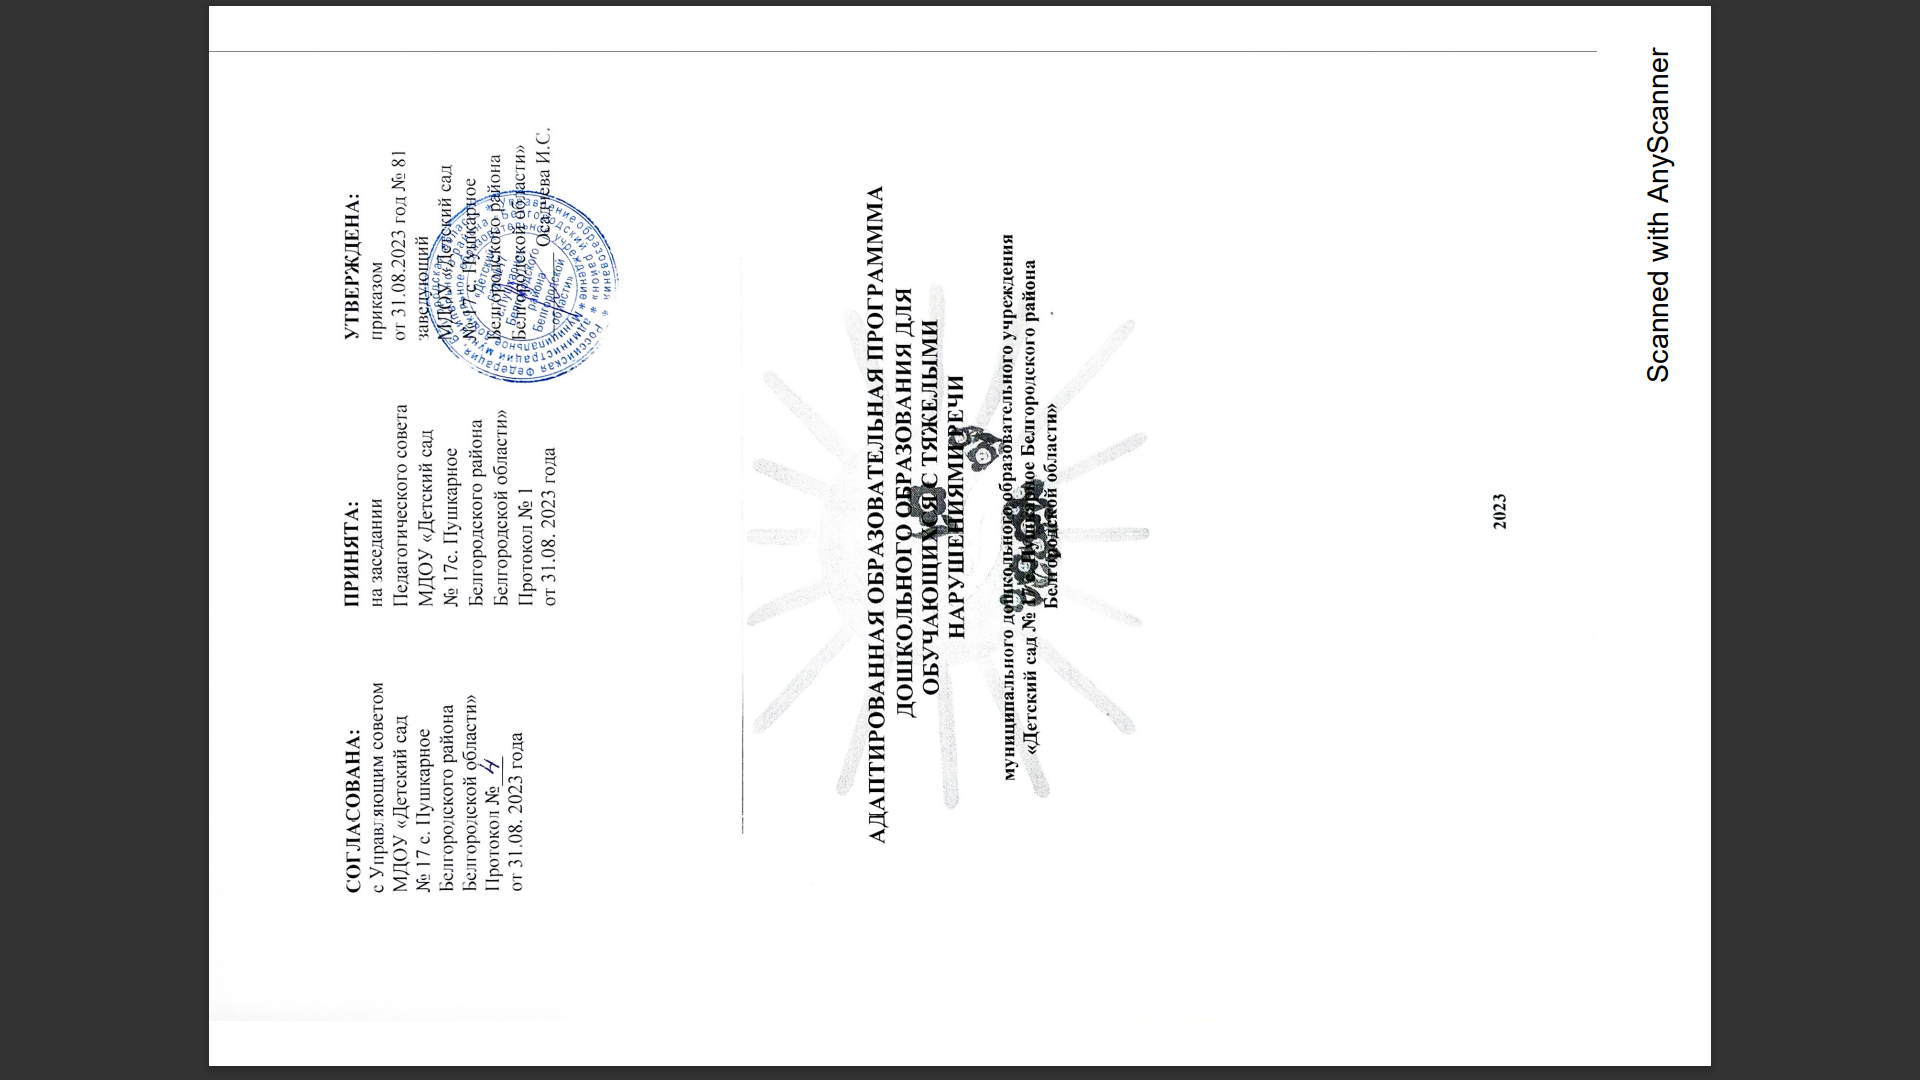 СОГЛАСОВАНА:
с Управляющим советом
МДОУ «Детский сад
№ 17 с. Пушкарное
Белгородского района
Белгородской области»
Протокол № 4
от 31.08. 2023 года
ПРИНЯТА:
на заседании
Педагогического совета
МДОУ «Детский сад
№ 17с. Пушкарное
Белгородского района
Белгородской области»
Протокол № 1
от 31.08. 2023 года
УТВЕРЖДЕНА:
приказом
от 31.08.2023 год № 81
заведующий
МДОУ «Детский сад
№ 17 с. Пушкарное
Белгородского района
Белгородской области»
Осадчева И.С.
АДАПТИРОВАННАЯ ОБРАЗОВАТЕЛЬНАЯ ПРОГРАММА
ДОШКОЛЬНОГО ОБРАЗОВАНИЯ ДЛЯ
ОБУЧАЮЩИХСЯ С ТЯЖЕЛЫМИ
НАРУШЕНИЯМИ РЕЧИ
муниципального дошкольного образовательного учреждения
«Детский сад № 17 с. Пушкарное Белгородского района
Белгородской области»
2023
Scanned with AnyScanner